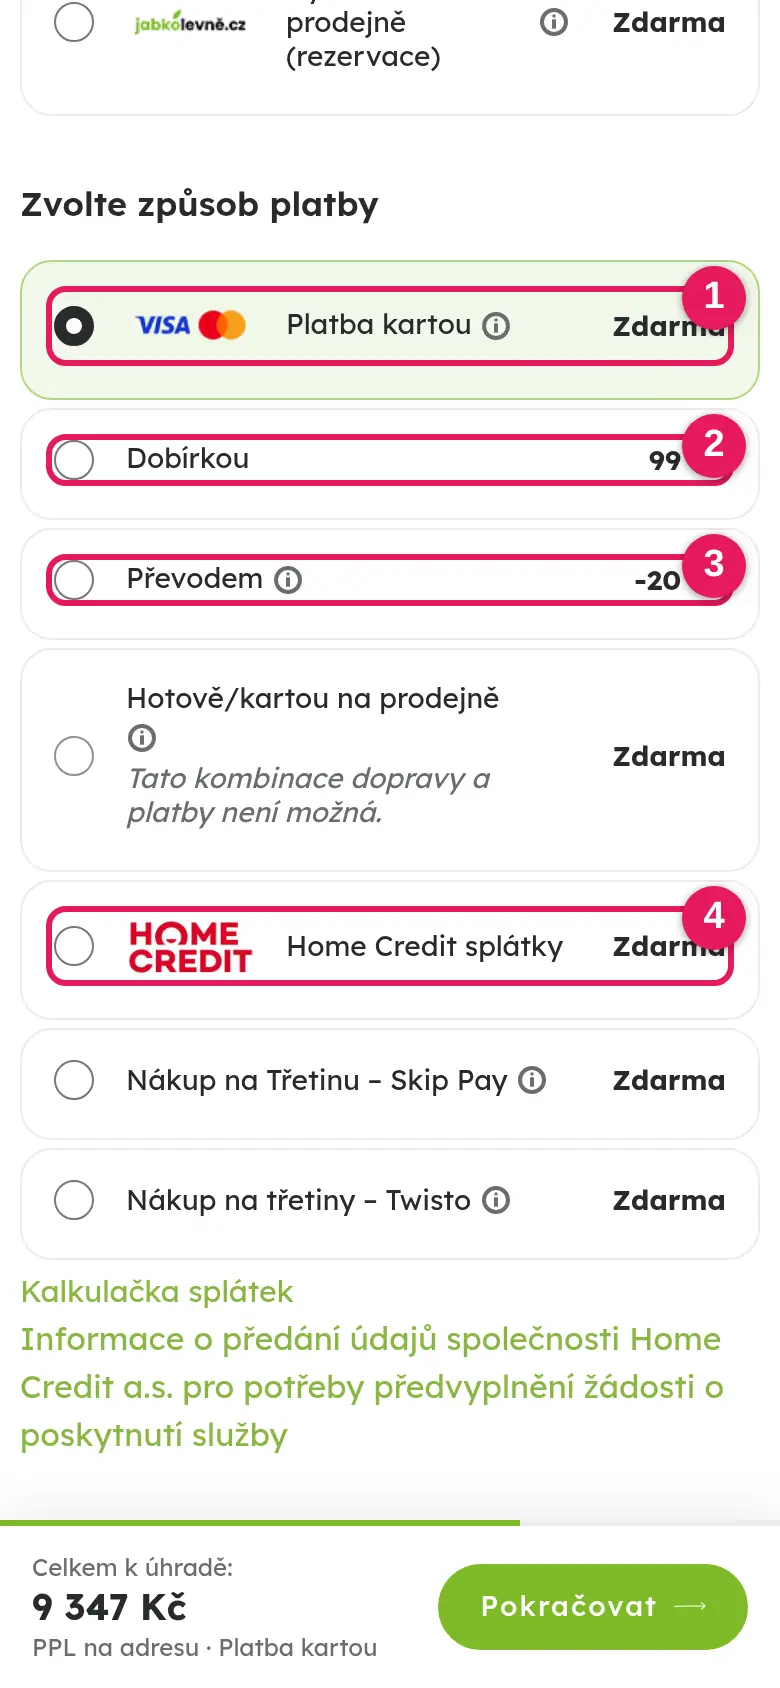 jablkolevně.cz
prodejně
(rezervace)
Zdarma
Zvolte způsob platby
1
VISA
Platba kartou
Zdarma
2
Dobírkou
99
3
Převodem
-20
Hotově/kartou na prodejně
Tato kombinace dopravy a
platby není možná.
Zdarma
4
HOME
CREDIT
Home Credit splátky
Zdarma
Nákup na Třetinu – Skip Pay
Zdarma
Nákup na třetiny – Twisto
Zdarma
Kalkulačka splátek
Informace o předání údajů společnosti Home
Credit a.s. pro potřeby předvyplnění žádosti o
poskytnutí služby
Celkem k úhradě:
9 347 Kč
PPL na adresu · Platba kartou
Pokračovat